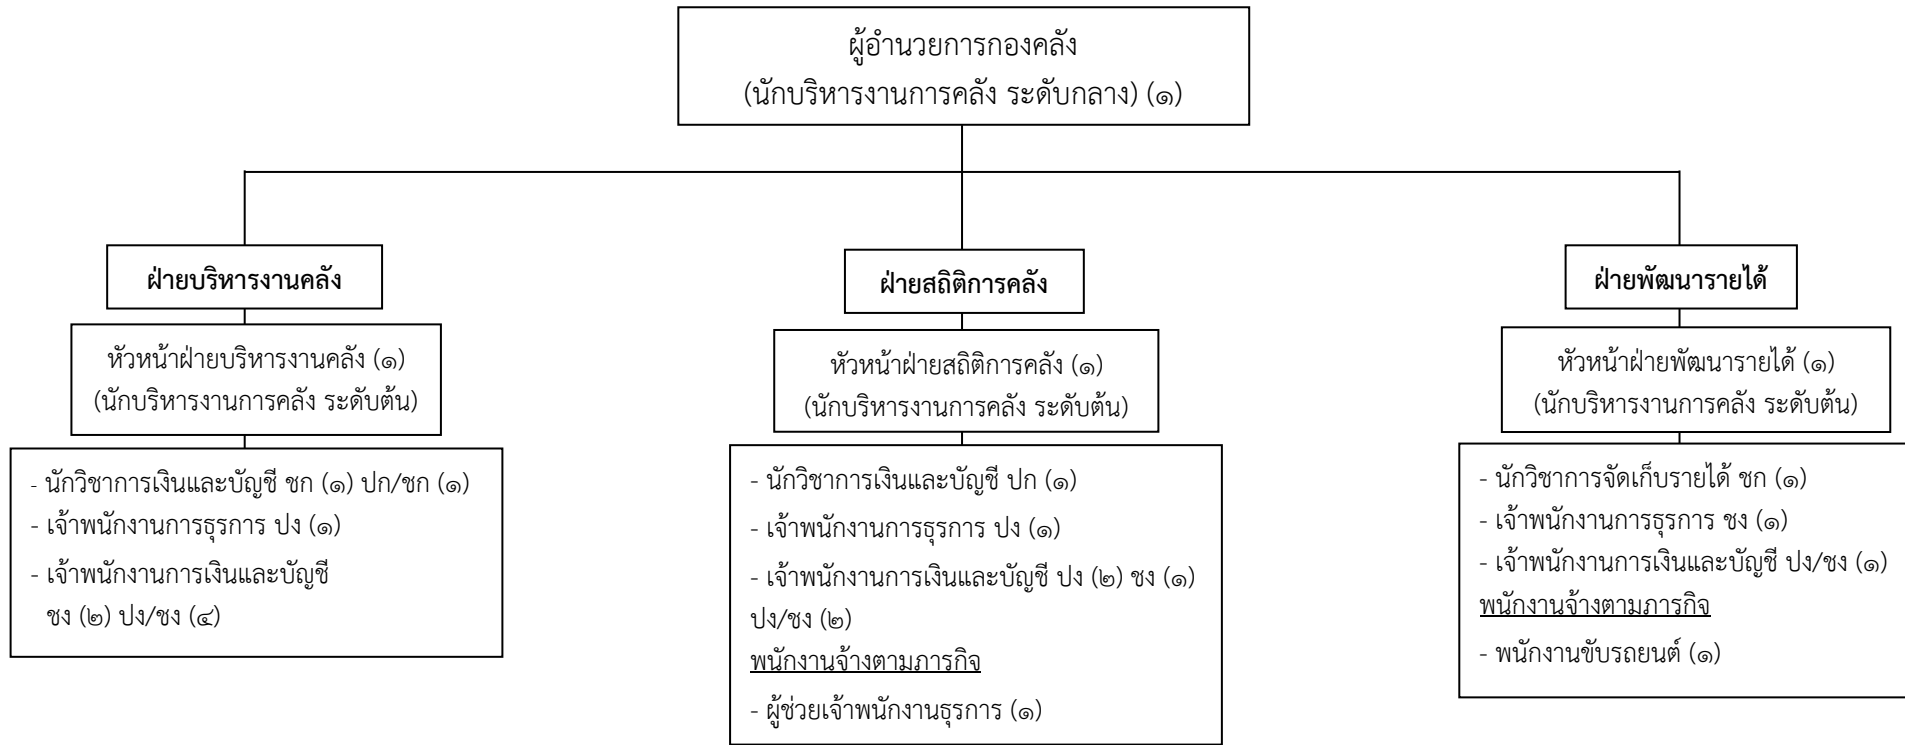 ผู้อำนวยการกองคลัง
(นักบริหารงานการคลัง ระดับกลาง) (๑)
ฝ่ายบริหารงานคลัง
หัวหน้าฝ่ายบริหารงานคลัง (๑)
(นักบริหารงานการคลัง ระดับต้น)
- นักวิชาการเงินและบัญชี ชก (๑) ปก/ชก (๑)
- เจ้าพนักงานการธุรการ ปง (๑)
- เจ้าพนักงานการเงินและบัญชี
ชง (๒) ปง/ชง (๔)
ฝ่ายสถิติการคลัง
หัวหน้าฝ่ายสถิติการคลัง (๑)
(นักบริหารงานการคลัง ระดับต้น)
- นักวิชาการเงินและบัญชี ปก (๑)
- เจ้าพนักงานการธุรการ ปง (๑)
- เจ้าพนักงานการเงินและบัญชี ปง (๒) ชง (๑)
ปง/ชง (๒)
พนักงานจ้างตามภารกิจ
- ผู้ช่วยเจ้าพนักงานธุรการ (๑)
ฝ่ายพัฒนารายได้
หัวหน้าฝ่ายพัฒนารายได้ (๑)
(นักบริหารงานการคลัง ระดับต้น)
- นักวิชาการจัดเก็บรายได้ ชก (๑)
- เจ้าพนักงานการธุรการ ชง (๑)
- เจ้าพนักงานการเงินและบัญชี ปง/ชง (๑)
พนักงานจ้างตามภารกิจ
- พนักงานขับรถยนต์ (๑)